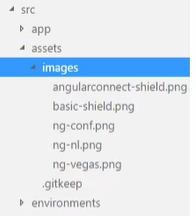 src
app
assets
images
angularconnect-shield.png
basic-shield.png
ng-conf.png
ng-nl.png
ng-vegas.png
.gitkeep
environments